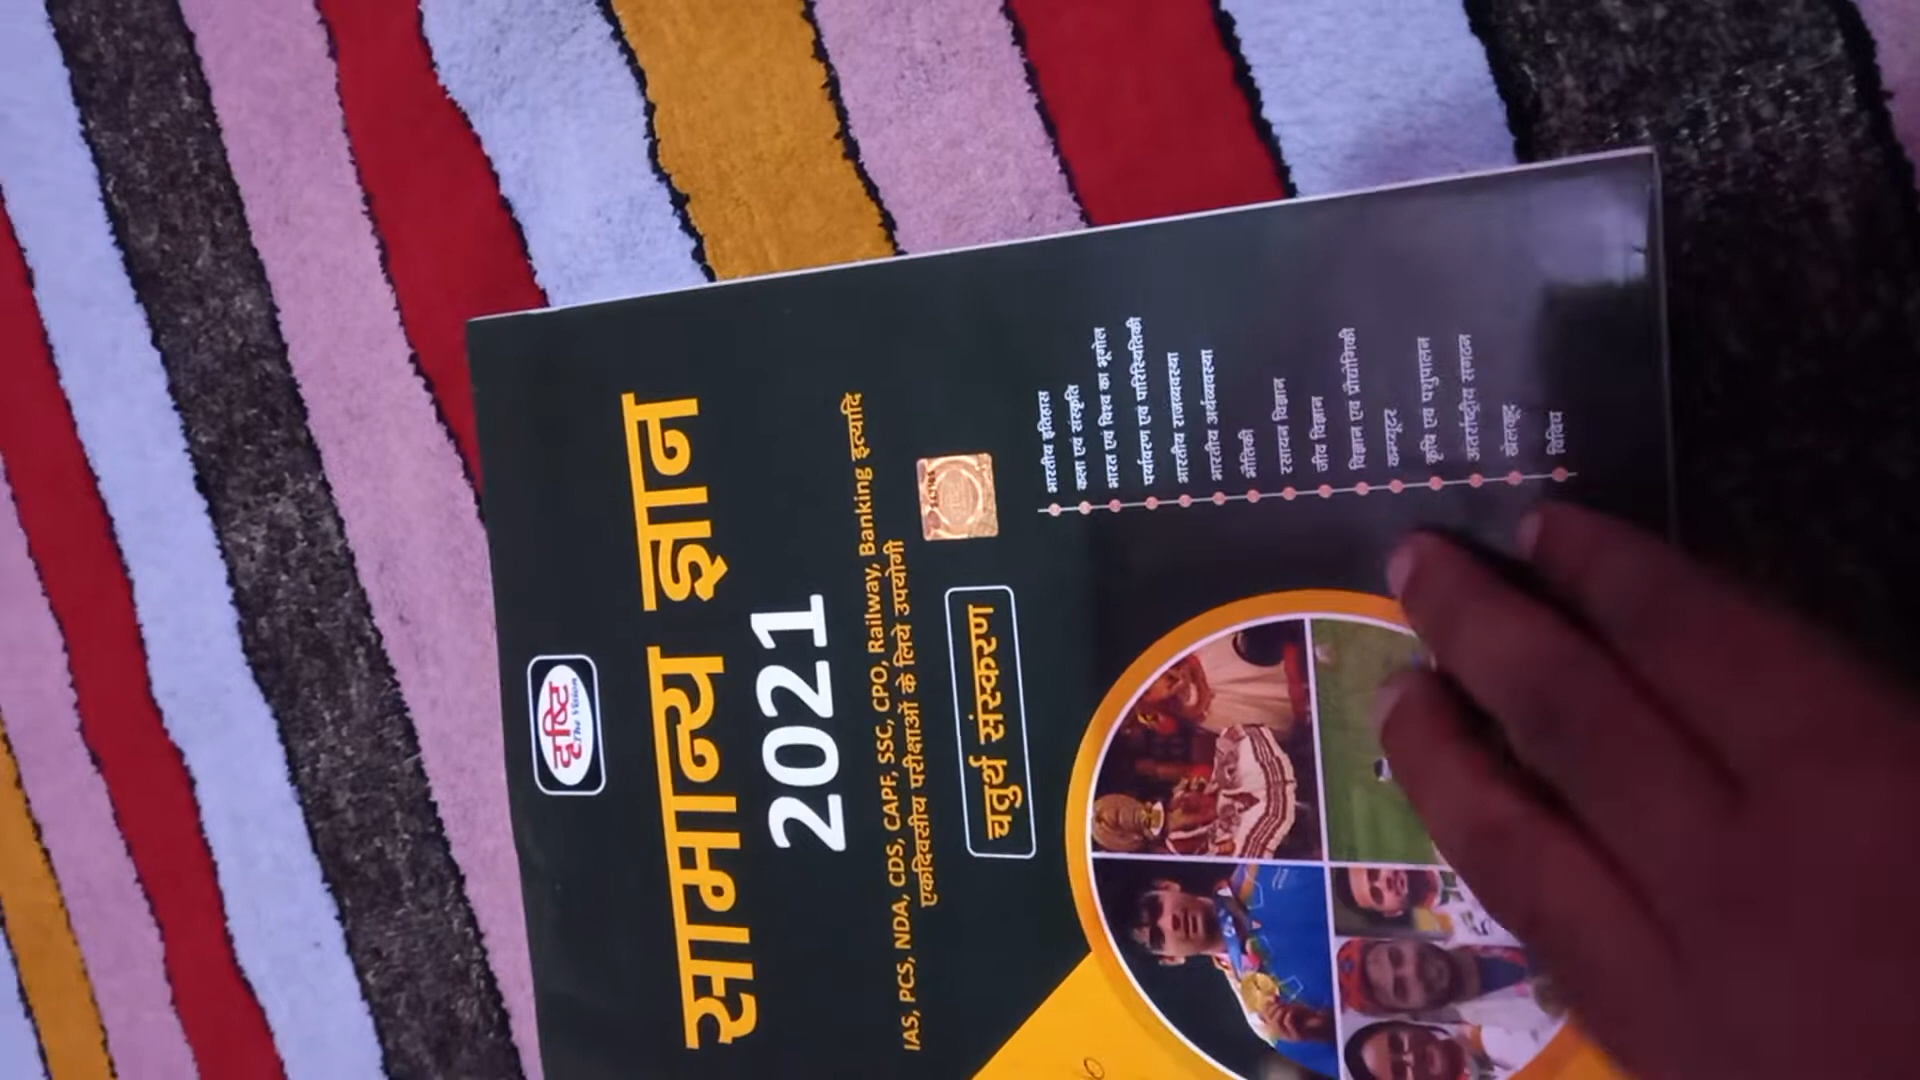 दृष्टि
The Vision
सामान्य ज्ञान
2021
IAS, PCS, NDA, CDS, CAPF, SSC, CPO, Railway, Banking इत्यादि
एकदिवसीय परीक्षाओं के लिये उपयोगी
चतुर्थ संस्करण
भारतीय इतिहास
कला एवं संस्कृति
भारत एवं विश्व का भूगोल
पर्यावरण एवं पारिस्थितिकी
भारतीय राजव्यवस्था
भारतीय अर्थव्यवस्था
भौतिकी
रसायन विज्ञान
जीव विज्ञान
विज्ञान एवं प्रौद्योगिकी
कम्प्यूटर
कृषि एवं पशुपालन
अंतर्राष्ट्रीय संगठन
खेलकूद
विविध